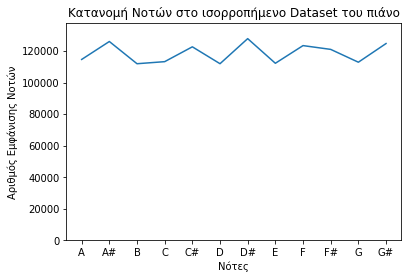 Κατανομή Νοτών στο ισορροπήμενο Dataset του πιάνο
Αριθμός Εμφάνισης Νοτών
120000
100000
80000
60000
40000
20000
0
A A# B C C# D D# E F F# G G#
Νότες